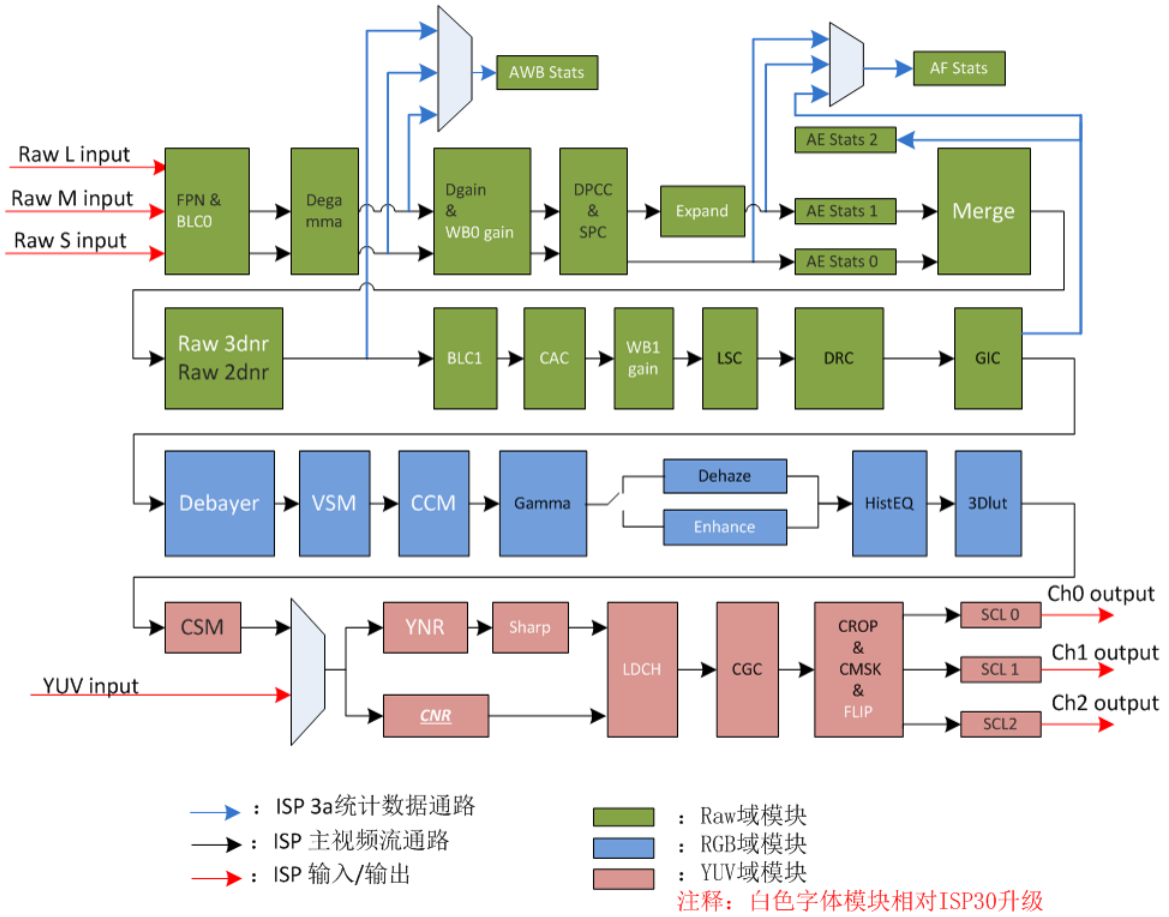 AWB Stats
AF Stats
AE Stats 2
Raw L input
Raw M input
Raw S input
FPN &
BLC0
Dega
mma
Dgain
&
WB0 gain
DPCC
&
SPC
Expand
AE Stats 1
AE Stats 0
Merge
Raw 3dnr
Raw 2dnr
BLC1
CAC
WB1
gain
LSC
DRC
GIC
Debayer
VSM
CCM
Gamma
Dehaze
Enhance
HistEQ
3Dlut
CSM
YUV input
YNR
Sharp
CNR
LDCH
CGC
CROP
&
CMSK
&
FLIP
SCL 0
Ch0 output
SCL 1
Ch1 output
SCL2
Ch2 output
：ISP 3a统计数据通路
：ISP 主视频流通路
：ISP 输入/输出
：Raw域模块
：RGB域模块
：YUV域模块
注释：白色字体模块相对ISP30升级